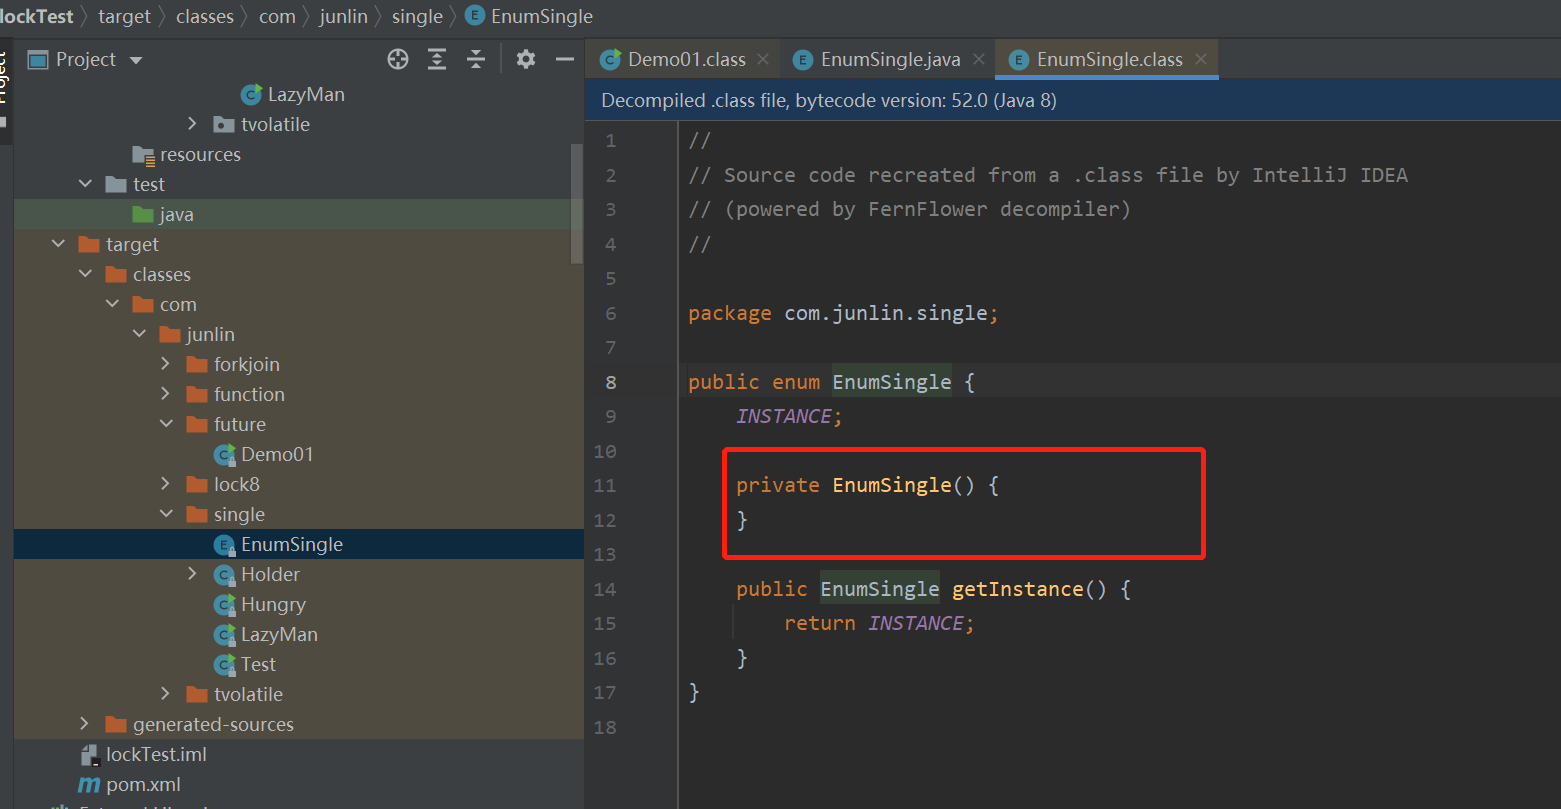 lockTest target classes com junlin single E EnumSingle
Project
Project
C LazyMan
tvolatile
resources
test
java
target
classes
com
junlin
forkjoin
function
future
C Demo01
lock8
single
E EnumSingle
C Holder
C Hungry
C LazyMan
C Test
tvolatile
generated-sources
lockTest.iml
m pom.xml
C Demo01.class E EnumSingle.java E EnumSingle.class
Decompiled .class file, bytecode version: 52.0 (Java 8)
1 //
2 // Source code recreated from a .class file by IntelliJ IDEA
3 // (powered by FernFlower decompiler)
4 //
5
6 package com.junlin.single;
7
8 public enum EnumSingle {
9 INSTANCE;
10
11 private EnumSingle() {
12 }
13
14 public EnumSingle getInstance() {
15 return INSTANCE;
16 }
17 }
18